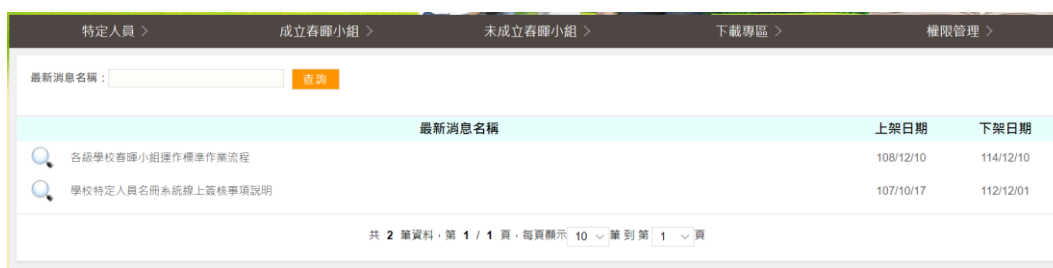 特定人員 > 成立春暉小組 > 未成立春暉小組 > 下載專區 > 權限管理 >
最新消息名稱： 查詢
最新消息名稱 上架日期 下架日期
各級學校春暉小組運作標準作業流程 108/12/10 114/12/10
學校特定人員名冊系統線上簽核事項說明 107/10/17 112/12/01
共 2 筆資料，第 1 / 1 頁，每頁顯示 10 筆 到 第 1 頁